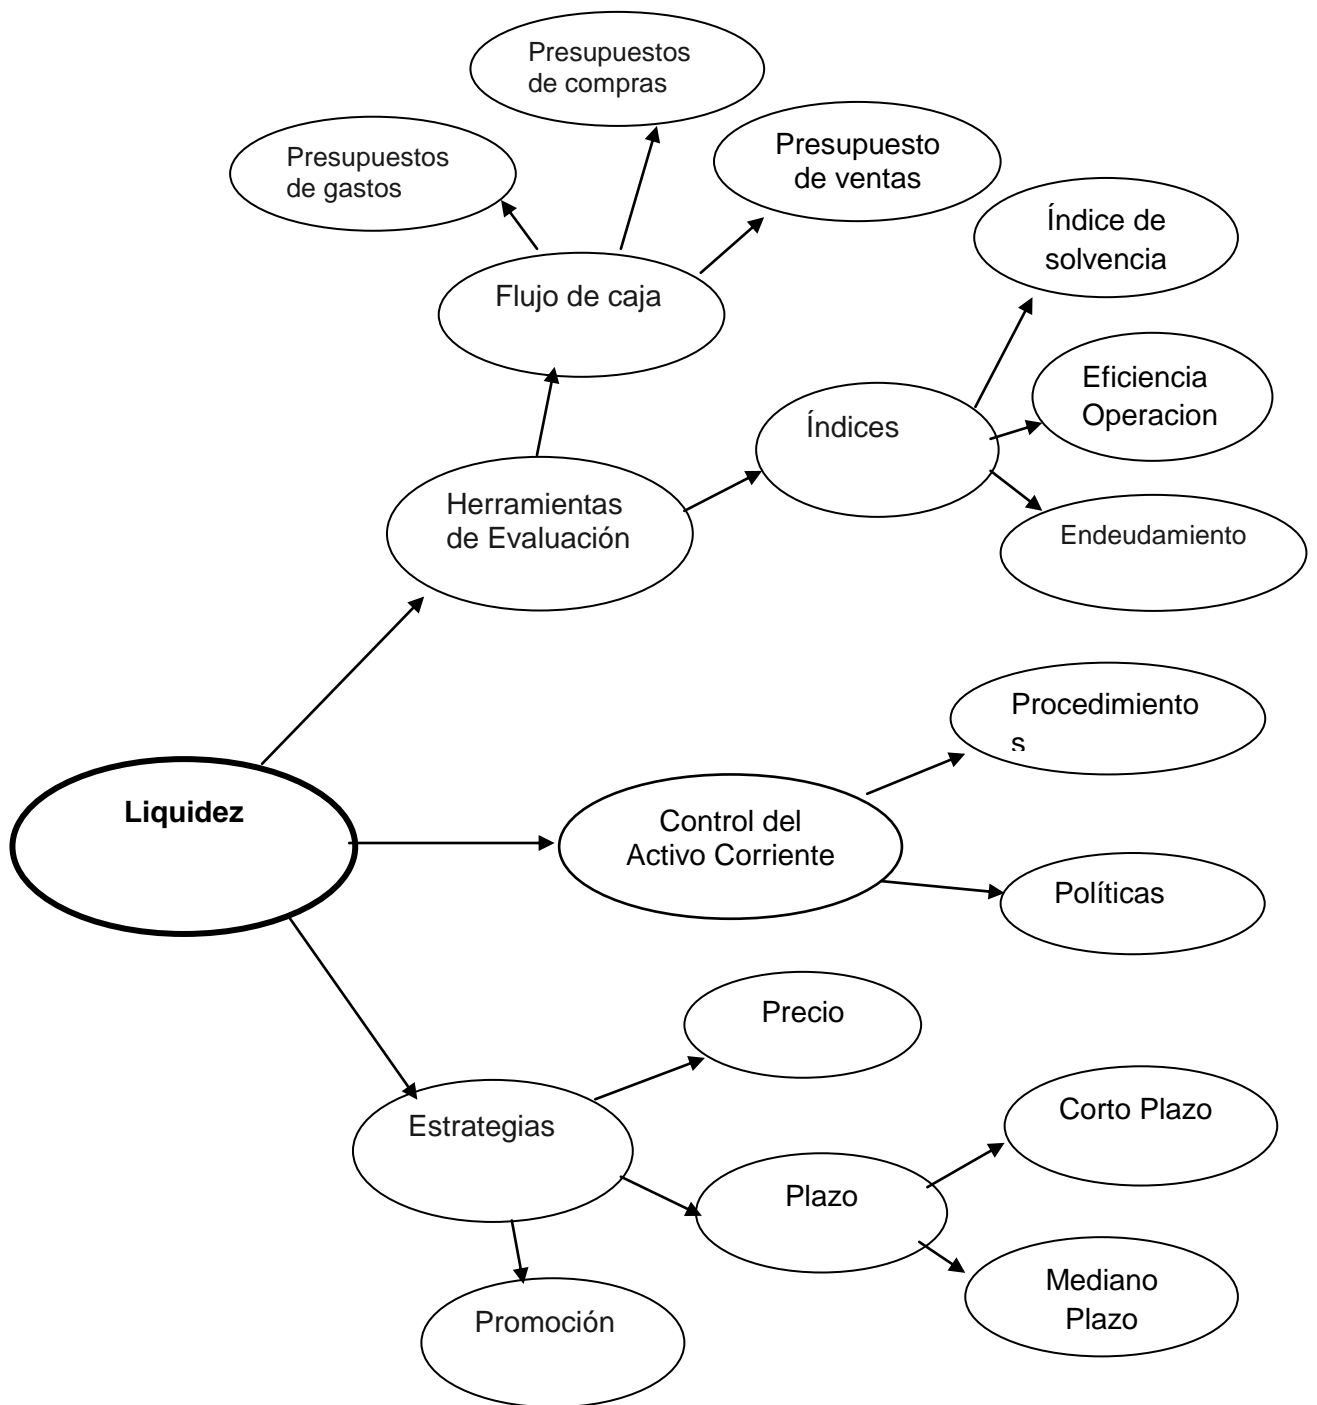 Presupuestos
de compras
Presupuestos
de gastos
Presupuesto
de ventas
Índice de
solvencia
Flujo de caja
Eficiencia
Operacion
Índices
Herramientas
de Evaluación
Endeudamiento
Procedimiento
s
Liquidez
Control del
Activo Corriente
Políticas
Precio
Estrategias
Corto Plazo
Plazo
Mediano
Plazo
Promoción